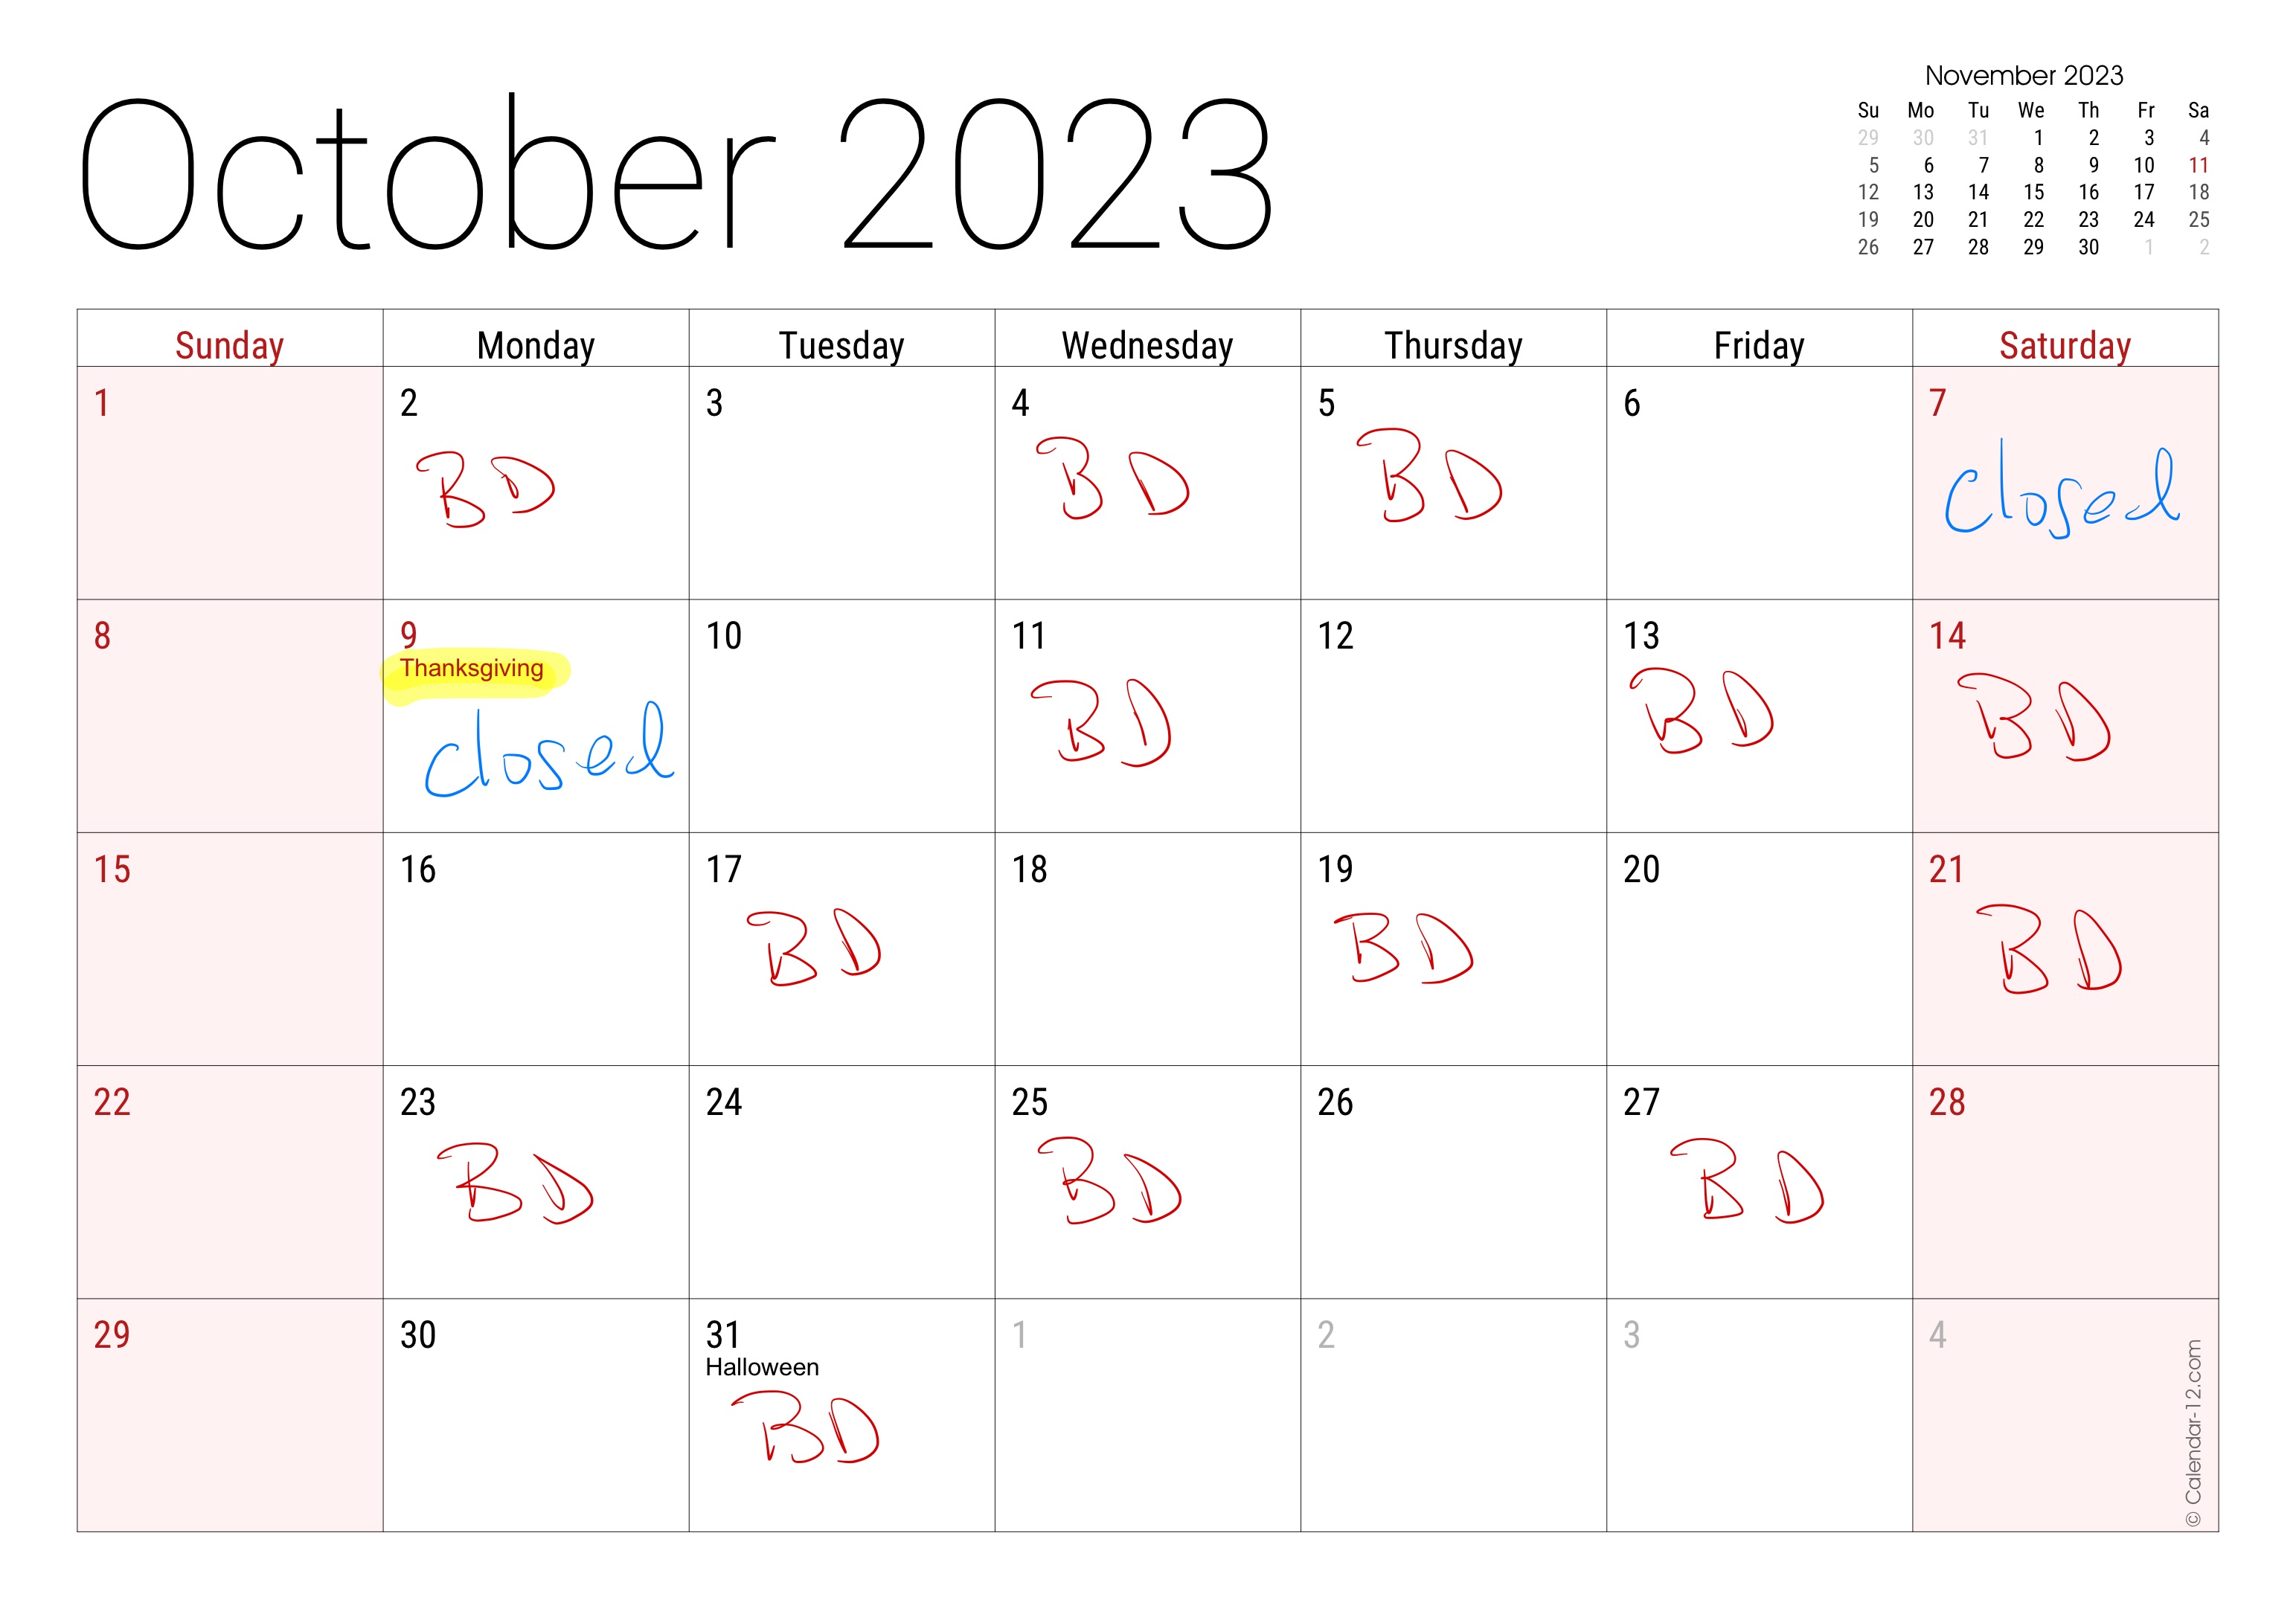 October 2023
November 2023
Su Mo Tu We Th Fr Sa
29 30 31 1 2 3 4
5 6 7 8 9 10 11
12 13 14 15 16 17 18
19 20 21 22 23 24 25
26 27 28 29 30 1 2
Sunday Monday Tuesday Wednesday Thursday Friday Saturday
1 2 3 4 5 6 7
BD BD BD closed
8 9 10 11 12 13 14
Thanksgiving
closed BD BD BD
15 16 17 18 19 20 21
BD BD BD
22 23 24 25 26 27 28
BD BD BD
29 30 31 1 2 3 4
Halloween
BD
© Calendar-12.com